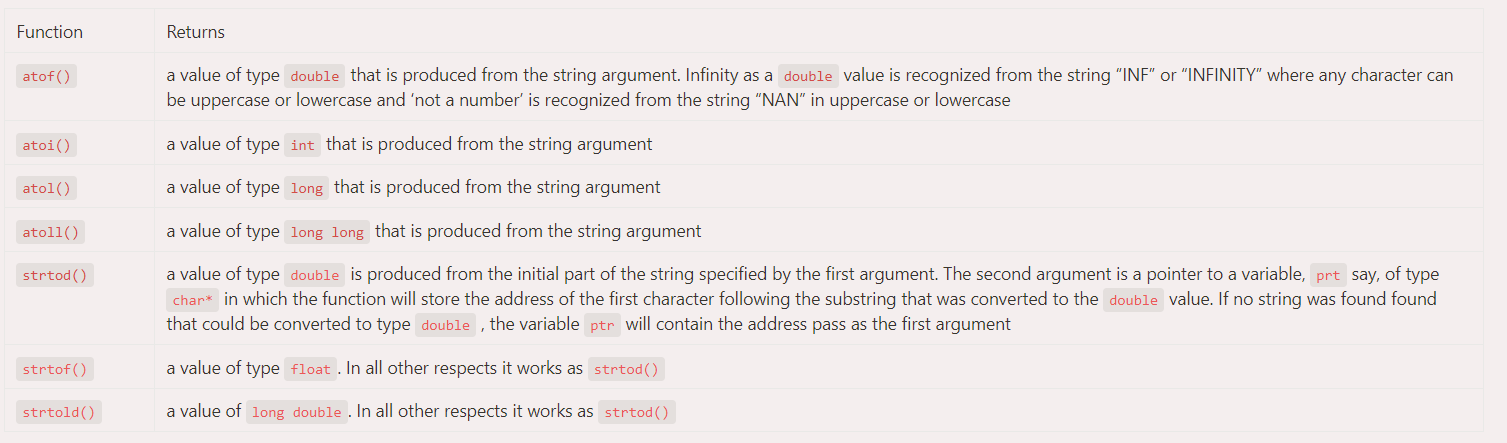 Function Returns
atof() a value of type double that is produced from the string argument. Infinity as a double value is recognized from the string “INF” or “INFINITY” where any character can
be uppercase or lowercase and ‘not a number’ is recognized from the string “NAN” in uppercase or lowercase
atoi() a value of type int that is produced from the string argument
atol() a value of type long that is produced from the string argument
atoll() a value of type long long that is produced from the string argument
strtod() a value of type double is produced from the initial part of the string specified by the first argument. The second argument is a pointer to a variable, prt say, of type
char* in which the function will store the address of the first character following the substring that was converted to the double value. If no string was found found
that could be converted to type double , the variable ptr will contain the address pass as the first argument
strtof() a value of type float . In all other respects it works as strtod()
strtold() a value of long double . In all other respects it works as strtod()